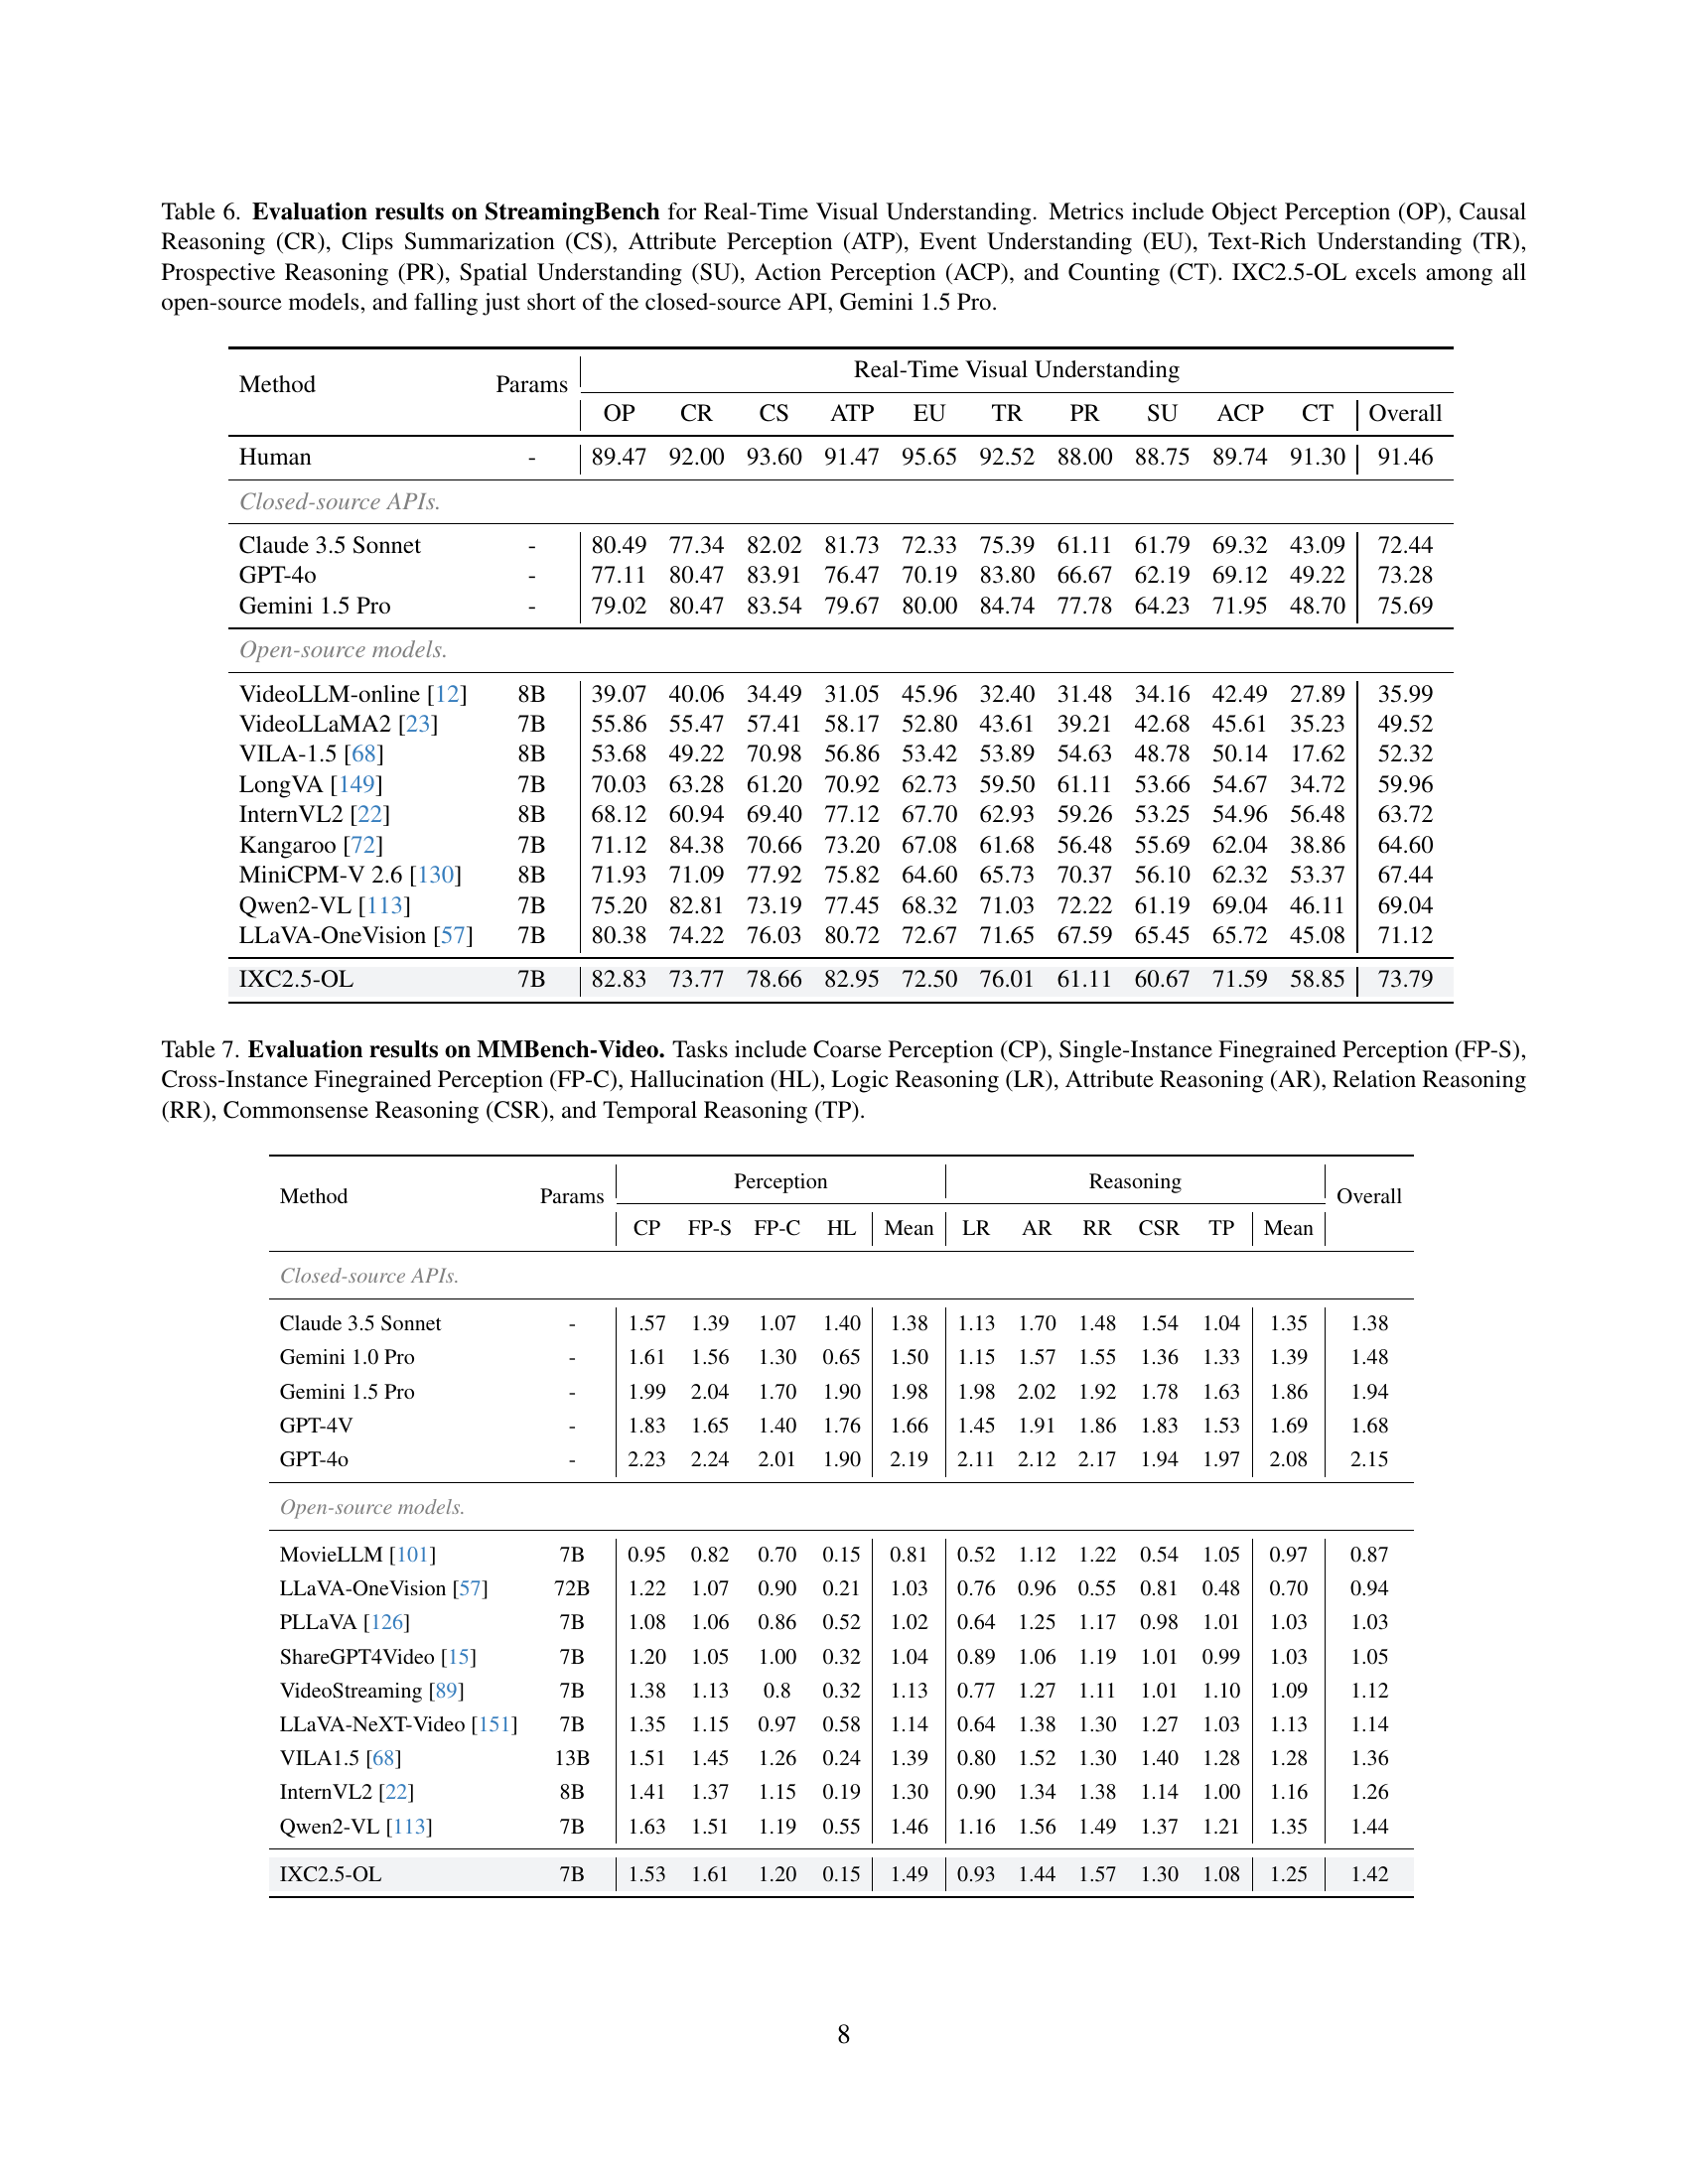 Table 6. Evaluation results on StreamingBench for Real-Time Visual Understanding. Metrics include Object Perception (OP), Causal
Reasoning (CR), Clips Summarization (CS), Attribute Perception (ATP), Event Understanding (EU), Text-Rich Understanding (TR),
Prospective Reasoning (PR), Spatial Understanding (SU), Action Perception (ACP), and Counting (CT). IXC2.5-OL excels among all
open-source models, and falling just short of the closed-source API, Gemini 1.5 Pro.
Method Params Real-Time Visual Understanding
OP CR CS ATP EU TR PR SU ACP CT Overall
Human - 89.47 92.00 93.60 91.47 95.65 92.52 88.00 88.75 89.74 91.30 91.46
Closed-source APIs.
Claude 3.5 Sonnet - 80.49 77.34 82.02 81.73 72.33 75.39 61.11 61.79 69.32 43.09 72.44
GPT-4o - 77.11 80.47 83.91 76.47 70.19 83.80 66.67 62.19 69.12 49.22 73.28
Gemini 1.5 Pro - 79.02 80.47 83.54 79.67 80.00 84.74 77.78 64.23 71.95 48.70 75.69
Open-source models.
VideoLLM-online [12] 8B 39.07 40.06 34.49 31.05 45.96 32.40 31.48 34.16 42.49 27.89 35.99
VideoLLaMA2 [23] 7B 55.86 55.47 57.41 58.17 52.80 43.61 39.21 42.68 45.61 35.23 49.52
VILA-1.5 [68] 8B 53.68 49.22 70.98 56.86 53.42 53.89 54.63 48.78 50.14 17.62 52.32
LongVA [149] 7B 70.03 63.28 61.20 70.92 62.73 59.50 61.11 53.66 54.67 34.72 59.96
InternVL2 [22] 8B 68.12 60.94 69.40 77.12 67.70 62.93 59.26 53.25 54.96 56.48 63.72
Kangaroo [72] 7B 71.12 84.38 70.66 73.20 67.08 61.68 56.48 55.69 62.04 38.86 64.60
MiniCPM-V 2.6 [130] 8B 71.93 71.09 77.92 75.82 64.60 65.73 70.37 56.10 62.32 53.37 67.44
Qwen2-VL [113] 7B 75.20 82.81 73.19 77.45 68.32 71.03 72.22 61.19 69.04 46.11 69.04
LLaVA-OneVision [57] 7B 80.38 74.22 76.03 80.72 72.67 71.65 67.59 65.45 65.72 45.08 71.12
IXC2.5-OL 7B 82.83 73.77 78.66 82.95 72.50 76.01 61.11 60.67 71.59 58.85 73.79
Table 7. Evaluation results on MMBench-Video. Tasks include Coarse Perception (CP), Single-Instance Finegrained Perception (FP-S),
Cross-Instance Finegrained Perception (FP-C), Hallucination (HL), Logic Reasoning (LR), Attribute Reasoning (AR), Relation Reasoning
(RR), Commonsense Reasoning (CSR), and Temporal Reasoning (TP).
Method Params Perception Reasoning Overall
CP FP-S FP-C HL Mean LR AR RR CSR TP Mean
Closed-source APIs.
Claude 3.5 Sonnet - 1.57 1.39 1.07 1.40 1.38 1.13 1.70 1.48 1.54 1.04 1.35 1.38
Gemini 1.0 Pro - 1.61 1.56 1.30 0.65 1.50 1.15 1.57 1.55 1.36 1.33 1.39 1.48
Gemini 1.5 Pro - 1.99 2.04 1.70 1.90 1.98 1.98 2.02 1.92 1.78 1.63 1.86 1.94
GPT-4V - 1.83 1.65 1.40 1.76 1.66 1.45 1.91 1.86 1.83 1.53 1.69 1.68
GPT-4o - 2.23 2.24 2.01 1.90 2.19 2.11 2.12 2.17 1.94 1.97 2.08 2.15
Open-source models.
MovieLLM [101] 7B 0.95 0.82 0.70 0.15 0.81 0.52 1.12 1.22 0.54 1.05 0.97 0.87
LLaVA-OneVision [57] 72B 1.22 1.07 0.90 0.21 1.03 0.76 0.96 0.55 0.81 0.48 0.70 0.94
PLLaVA [126] 7B 1.08 1.06 0.86 0.52 1.02 0.64 1.25 1.17 0.98 1.01 1.03 1.03
ShareGPT4Video [15] 7B 1.20 1.05 1.00 0.32 1.04 0.89 1.06 1.19 1.01 0.99 1.03 1.05
VideoStreaming [89] 7B 1.38 1.13 0.8 0.32 1.13 0.77 1.27 1.11 1.01 1.10 1.09 1.12
LLaVA-NeXT-Video [151] 7B 1.35 1.15 0.97 0.58 1.14 0.64 1.38 1.30 1.27 1.03 1.13 1.14
VILA1.5 [68] 13B 1.51 1.45 1.26 0.24 1.39 0.80 1.52 1.30 1.40 1.28 1.28 1.36
InternVL2 [22] 8B 1.41 1.37 1.15 0.19 1.30 0.90 1.34 1.38 1.14 1.00 1.16 1.26
Qwen2-VL [113] 7B 1.63 1.51 1.19 0.55 1.46 1.16 1.56 1.49 1.37 1.21 1.35 1.44
IXC2.5-OL 7B 1.53 1.61 1.20 0.15 1.49 0.93 1.44 1.57 1.30 1.08 1.25 1.42
8